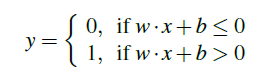 y = { 0, if w·x+b ≤ 0
1, if w·x+b > 0